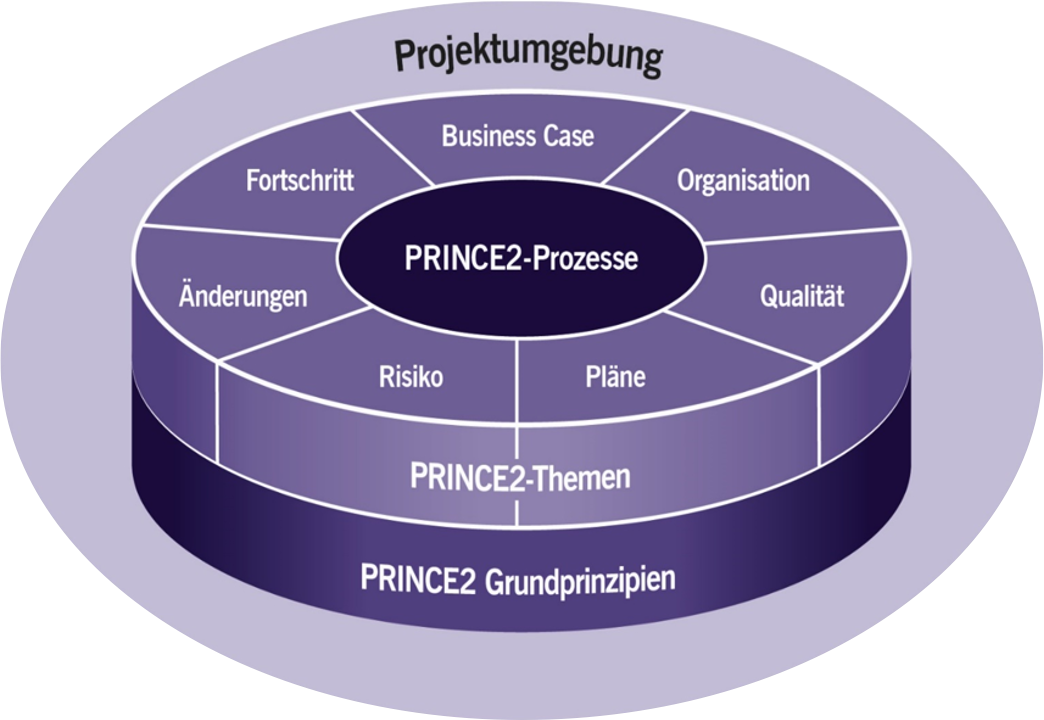 Projektumgebung
Business Case
Fortschritt
Organisation
PRINCE2-Prozesse
Änderungen
Qualität
Risiko
Pläne
PRINCE2-Themen
PRINCE2 Grundprinzipien